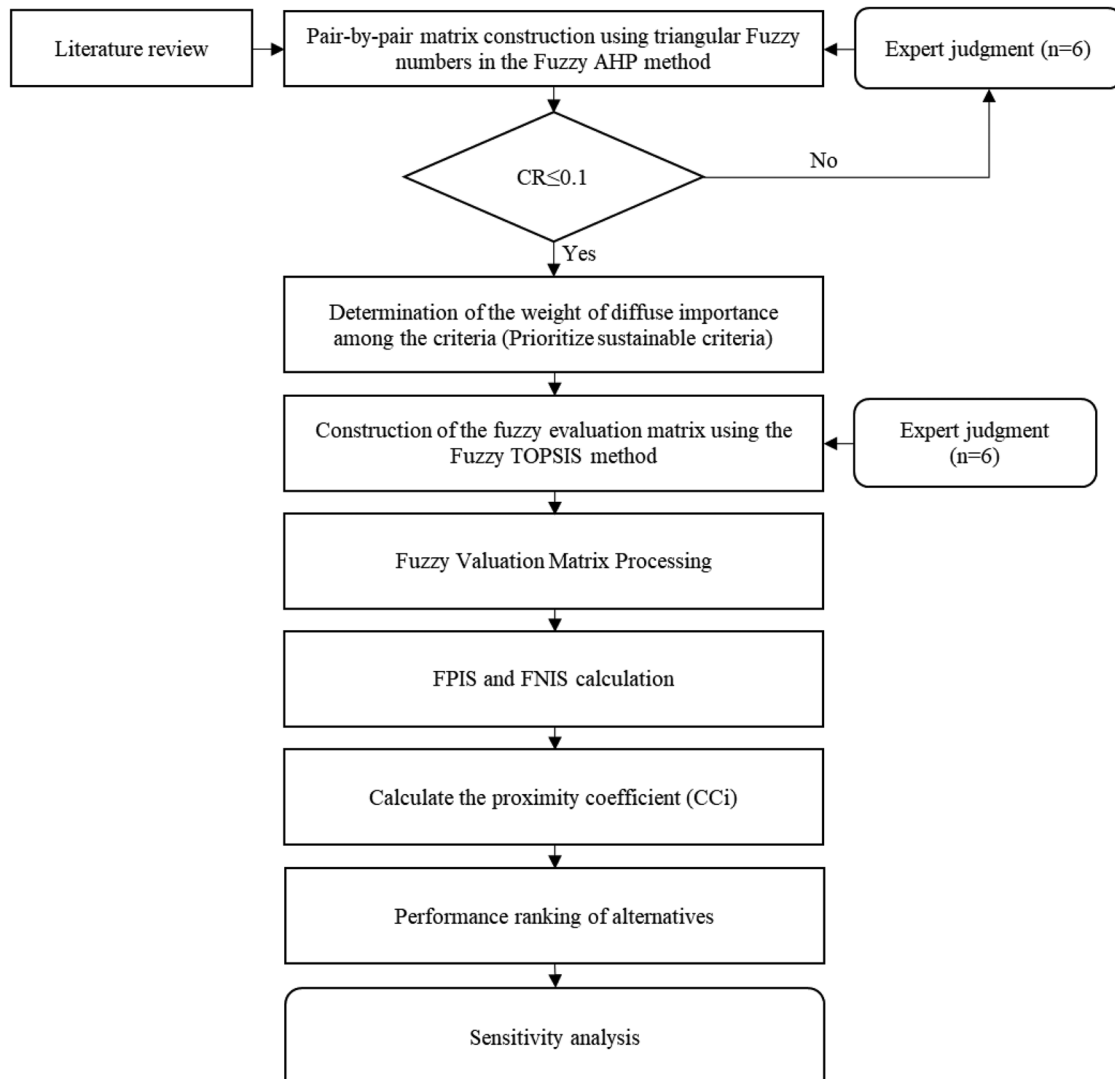 Literature review
Pair-by-pair matrix construction using triangular Fuzzy
numbers in the Fuzzy AHP method
Expert judgment (n=6)
CR≤0.1
No
Yes
Determination of the weight of diffuse importance
among the criteria (Prioritize sustainable criteria)
Construction of the fuzzy evaluation matrix using the
Fuzzy TOPSIS method
Expert judgment
(n=6)
Fuzzy Valuation Matrix Processing
FPIS and FNIS calculation
Calculate the proximity coefficient (CCi)
Performance ranking of alternatives
Sensitivity analysis